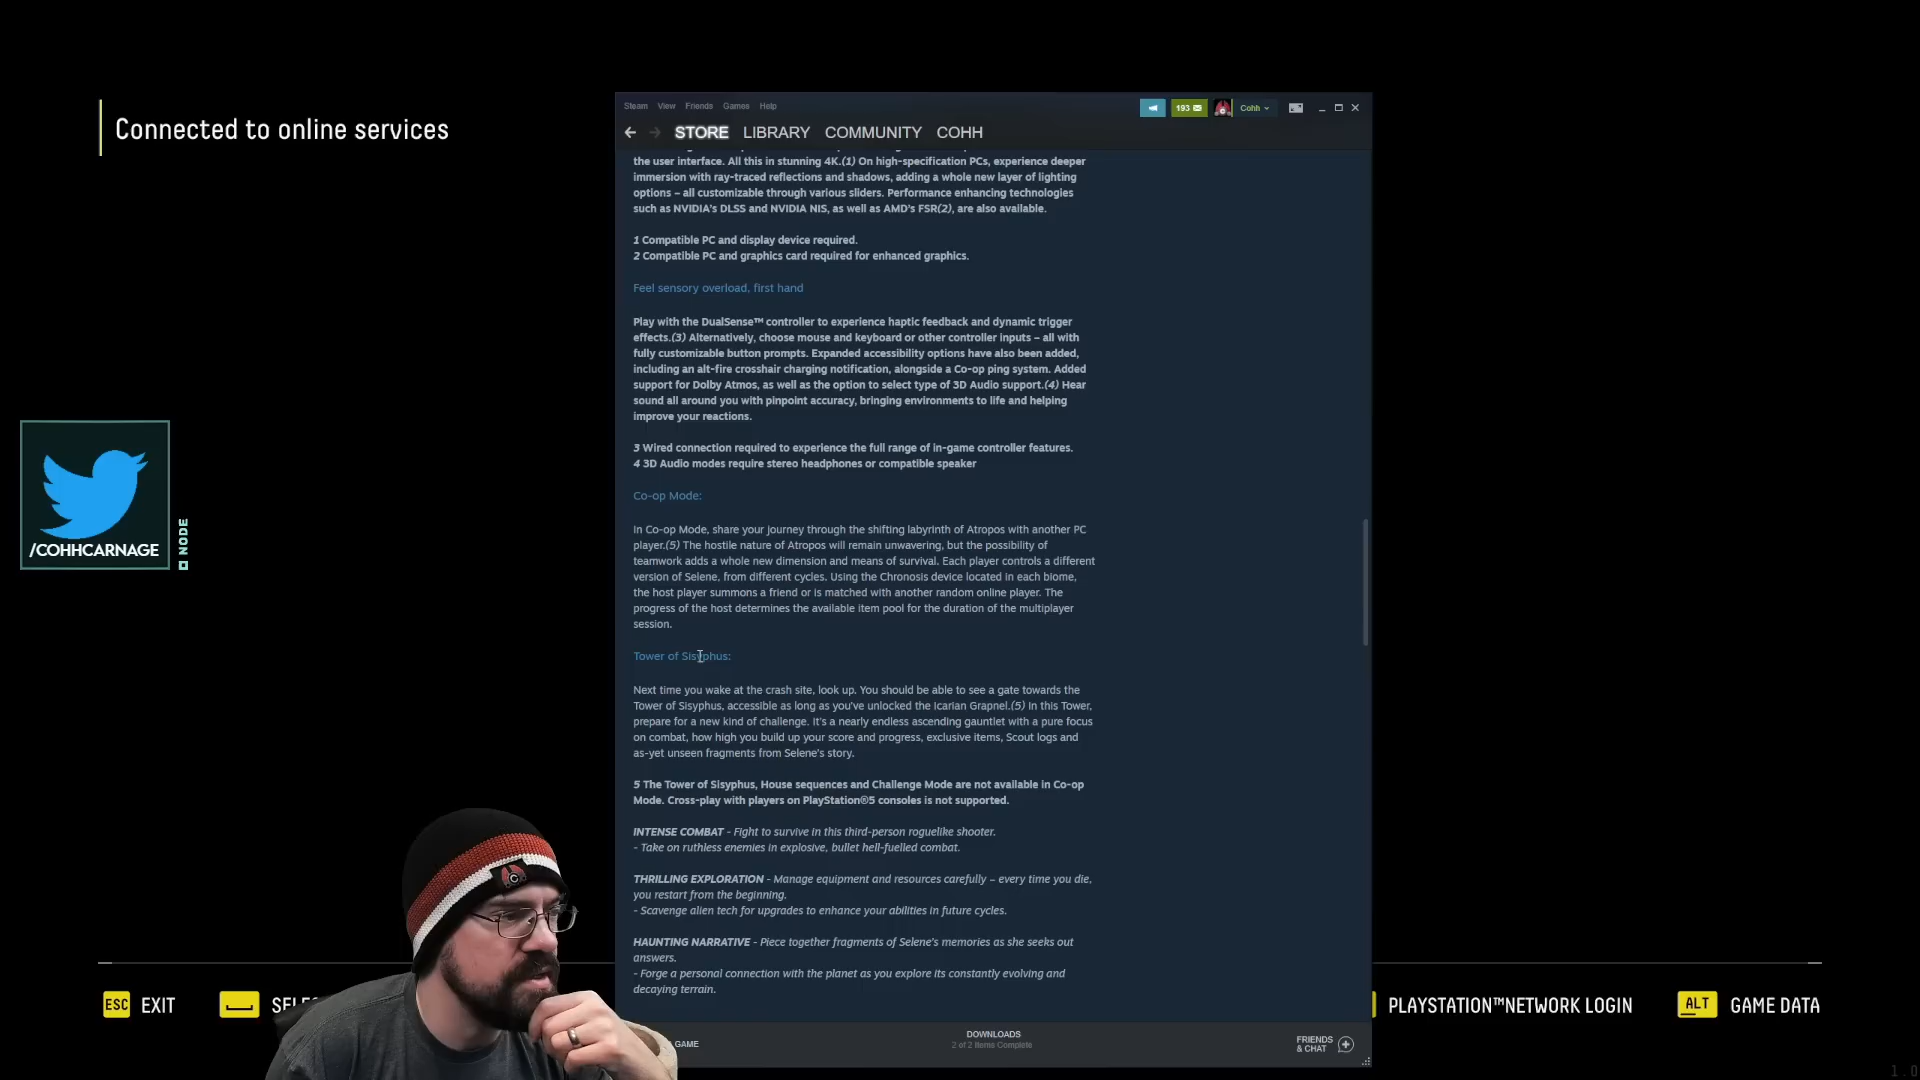 Connected to online services
Steam View Friends Games Help
193
Cohh
STORE LIBRARY COMMUNITY COHH
the user interface. All this in stunning 4K.(1) On high-specification PCs, experience deeper
immersion with ray-traced reflections and shadows, adding a whole new layer of lighting
options – all customizable through various sliders. Performance enhancing technologies
such as NVIDIA's DLSS and NVIDIA NIS, as well as AMD's FSR(2), are also available.
1 Compatible PC and display device required.
2 Compatible PC and graphics card required for enhanced graphics.
Feel sensory overload, first hand
Play with the DualSense™ controller to experience haptic feedback and dynamic trigger
effects.(3) Alternatively, choose mouse and keyboard or other controller inputs – all with
fully customizable button prompts. Expanded accessibility options have also been added,
including an alt-fire crosshair charging notification, alongside a Co-op ping system. Added
support for Dolby Atmos, as well as the option to select type of 3D Audio support.(4) Hear
sound all around you with pinpoint accuracy, bringing environments to life and helping
improve your reactions.
3 Wired connection required to experience the full range of in-game controller features.
4 3D Audio modes require stereo headphones or compatible speaker
Co-op Mode:
In Co-op Mode, share your journey through the shifting labyrinth of Atropos with another PC
player.(5) The hostile nature of Atropos will remain unwavering, but the possibility of
teamwork adds a whole new dimension and means of survival. Each player controls a different
version of Selene, from different cycles. Using the Chronosis device located in each biome,
the host player summons a friend or is matched with another random online player. The
progress of the host determines the available item pool for the duration of the multiplayer
session.
Tower of Sisyphus:
Next time you wake at the crash site, look up. You should be able to see a gate towards the
Tower of Sisyphus, accessible as long as you've unlocked the Icarian Grapnel.(5) In this Tower,
prepare for a new kind of challenge. It's a nearly endless ascending gauntlet with a pure focus
on combat, how high you build up your score and progress, exclusive items, Scout logs and
as-yet unseen fragments from Selene's story.
5 The Tower of Sisyphus, House sequences and Challenge Mode are not available in Co-op
Mode. Cross-play with players on PlayStation®5 consoles is not supported.
INTENSE COMBAT - Fight to survive in this third-person roguelike shooter.
- Take on ruthless enemies in explosive, bullet hell-fuelled combat.
THRILLING EXPLORATION - Manage equipment and resources carefully – every time you die,
you restart from the beginning.
- Scavenge alien tech for upgrades to enhance your abilities in future cycles.
HAUNTING NARRATIVE - Piece together fragments of Selene's memories as she seeks out
answers.
- Forge a personal connection with the planet as you explore its constantly evolving and
decaying terrain.
/COHHCARNAGE
NODE
ESC EXIT
GAME
DOWNLOADS
2 of 2 Items Complete
FRIENDS
& CHAT
PLAYSTATION™NETWORK LOGIN
ALT GAME DATA